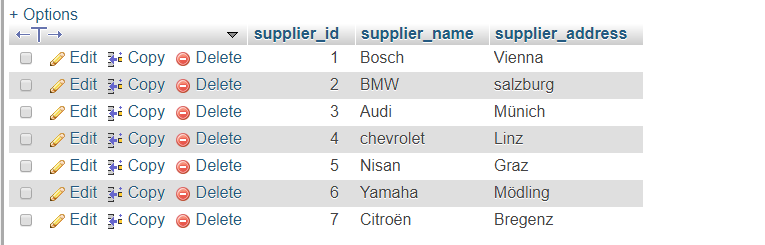 + Options
←T→ ▼ supplier_id supplier_name supplier_address
Edit Copy Delete 1 Bosch Vienna
Edit Copy Delete 2 BMW salzburg
Edit Copy Delete 3 Audi Münich
Edit Copy Delete 4 chevrolet Linz
Edit Copy Delete 5 Nisan Graz
Edit Copy Delete 6 Yamaha Mödling
Edit Copy Delete 7 Citroën Bregenz